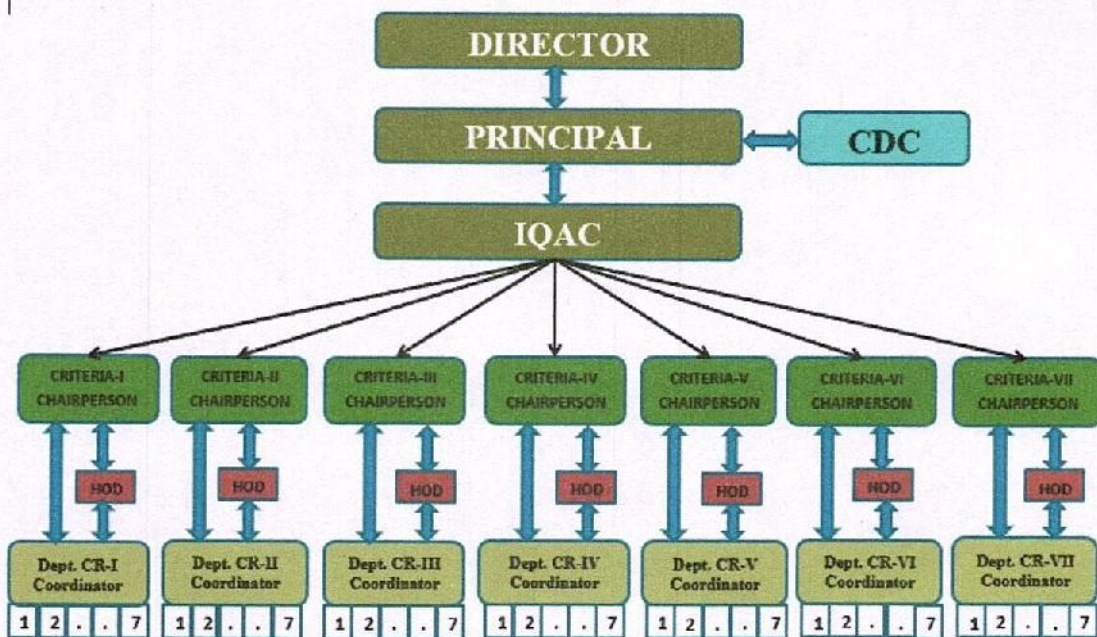 DIRECTOR
PRINCIPAL
CDC
IQAC
CRITERIA-I
CHAIRPERSON
CRITERIA-II
CHAIRPERSON
CRITERIA-III
CHAIRPERSON
CRITERIA-IV
CHAIRPERSON
CRITERIA-V
CHAIRPERSON
CRITERIA-VI
CHAIRPERSON
CRITERIA-VII
CHAIRPERSON
HOD
HOD
HOD
HOD
HOD
HOD
HOD
Dept. CR-I
Coordinator
Dept. CR-II
Coordinator
Dept. CR-III
Coordinator
Dept. CR-IV
Coordinator
Dept. CR-V
Coordinator
Dept. CR-VI
Coordinator
Dept. CR-VII
Coordinator
1 2 . . 7
1 2 . . 7
1 2 . . 7
1 2 . . 7
1 2 . . 7
1 2 . . 7
1 2 . . 7